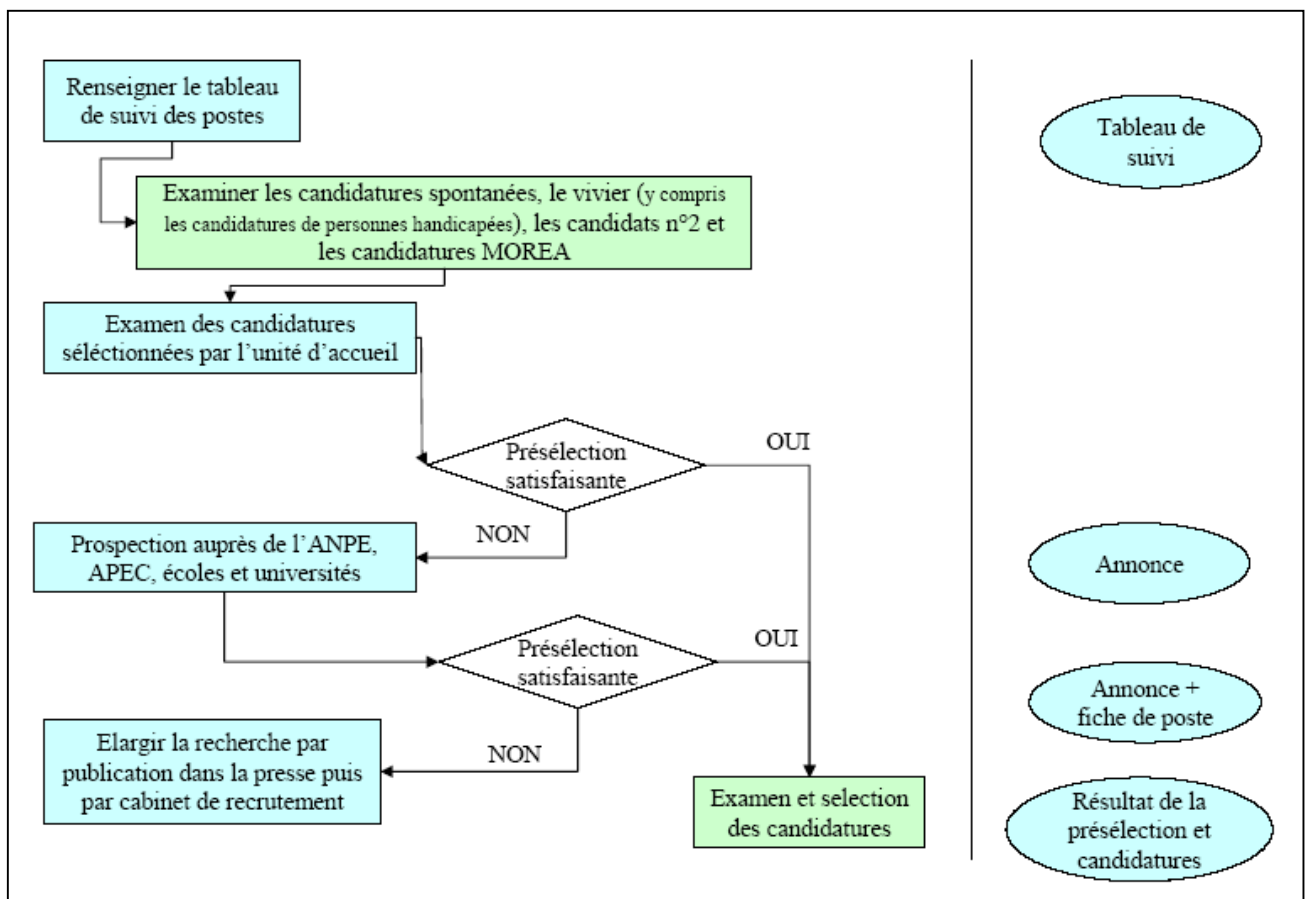 Renseigner le tableau
de suivi des postes
Tableau de
suivi
Examiner les candidatures spontanées, le vivier (y compris
les candidatures de personnes handicapées), les candidats n°2 et
les candidatures MOREA
Examen des candidatures
séléctionnées par l'unité d'accueil
OUI
Présélection
satisfaisante
NON
Prospection auprès de l'ANPE,
APEC, écoles et universités
Annonce
OUI
Présélection
satisfaisante
Annonce +
fiche de poste
NON
Elargir la recherche par
publication dans la presse puis
par cabinet de recrutement
Examen et selection
des candidatures
Résultat de la
présélection et
candidatures